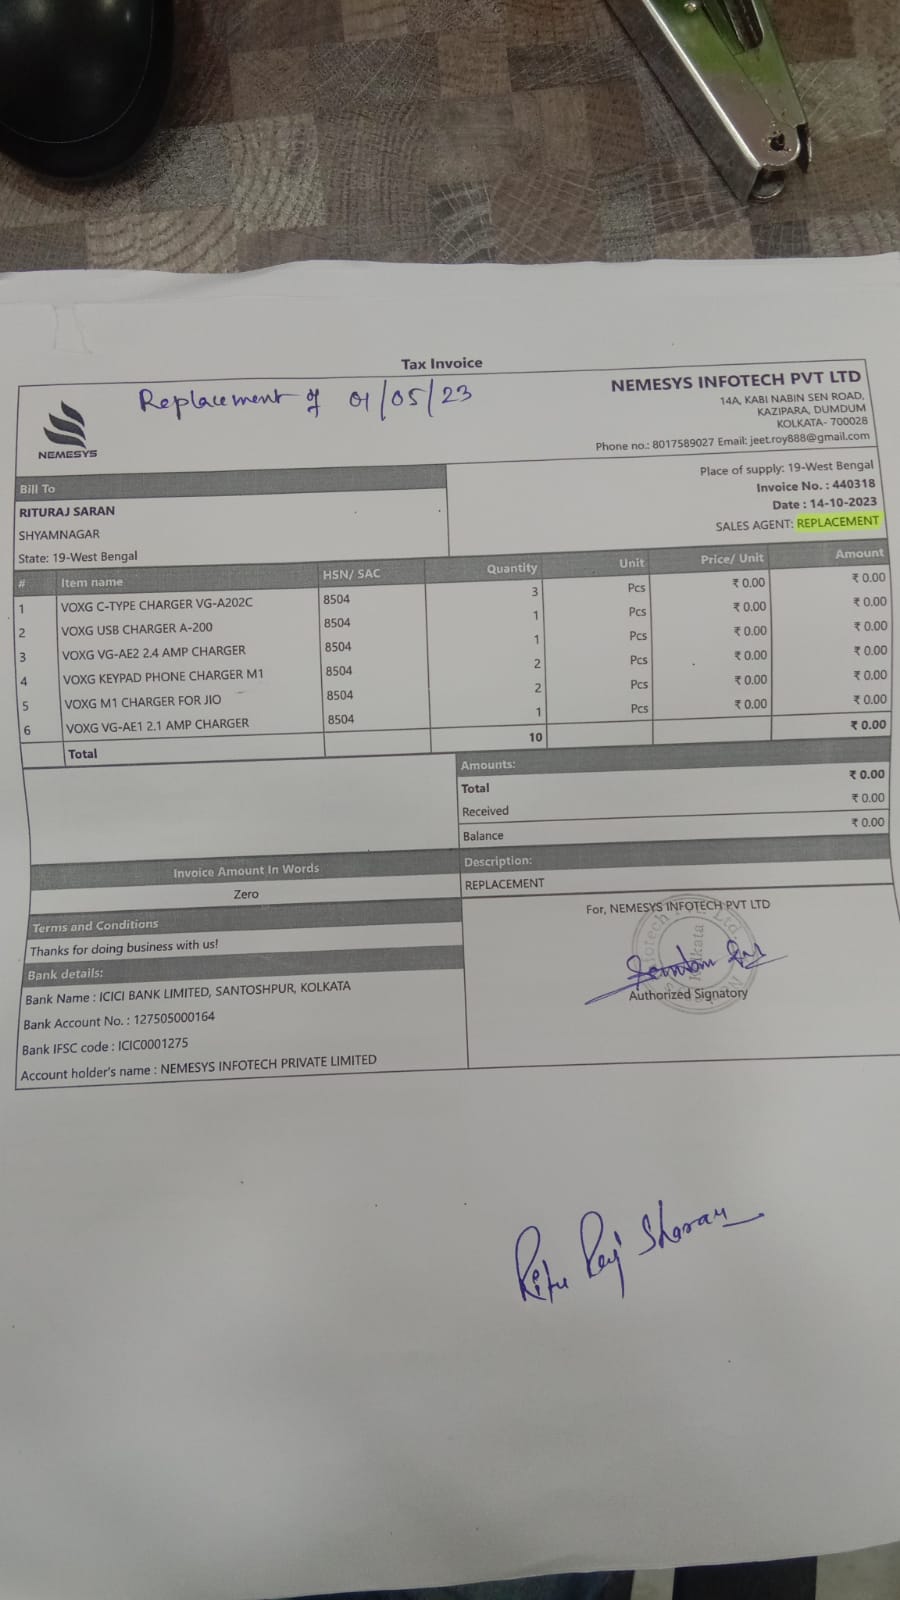 Tax Invoice
Replacement of 01/05/23
NEMESYS
NEMESYS INFOTECH PVT LTD
14A, KABI NABIN SEN ROAD,
KAZIPARA, DUMDUM
KOLKATA- 700028
Phone no.: 8017589027 Email: jeet.roy888@gmail.com
Bill To
RITURAJ SARAN
SHYAMNAGAR
State: 19-West Bengal
Place of supply: 19-West Bengal
Invoice No. : 440318
Date : 14-10-2023
SALES AGENT: REPLACEMENT
# Item name HSN/ SAC Quantity Unit Price/ Unit Amount
1 VOXG C-TYPE CHARGER VG-A202C 8504 3 Pcs ₹ 0.00 ₹ 0.00
2 VOXG USB CHARGER A-200 8504 1 Pcs ₹ 0.00 ₹ 0.00
3 VOXG VG-AE2 2.4 AMP CHARGER 8504 1 Pcs ₹ 0.00 ₹ 0.00
4 VOXG KEYPAD PHONE CHARGER M1 8504 2 Pcs ₹ 0.00 ₹ 0.00
5 VOXG M1 CHARGER FOR JIO 8504 2 Pcs ₹ 0.00 ₹ 0.00
6 VOXG VG-AE1 2.1 AMP CHARGER 8504 1 Pcs ₹ 0.00 ₹ 0.00
Total 10 ₹ 0.00
Amounts:
Total ₹ 0.00
Received ₹ 0.00
Balance ₹ 0.00
Invoice Amount In Words
Zero
Description:
REPLACEMENT
Terms and Conditions
Thanks for doing business with us!
Bank details:
Bank Name : ICICI BANK LIMITED, SANTOSHPUR, KOLKATA
Bank Account No. : 127505000164
Bank IFSC code : ICIC0001275
Account holder's name : NEMESYS INFOTECH PRIVATE LIMITED
For, NEMESYS INFOTECH PVT LTD
Kolkata
Authorized Signatory
Ritu Raj Sharan